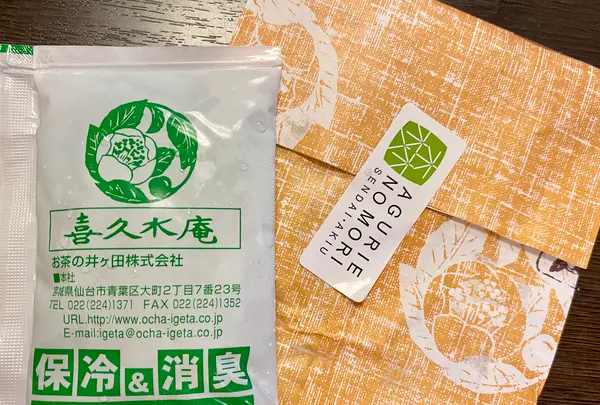 喜久水庵
お茶の井ヶ田株式会社
■本社
宮城県仙台市青葉区大町2丁目7番23号
TEL 022(224)1371 FAX 022(224)1352
URL.http://www.ocha-igeta.co.jp
E-mail:igeta@ocha-igeta.co.jp
保冷&消臭
AGURIE
NO MORI
SENDAI・AKIU